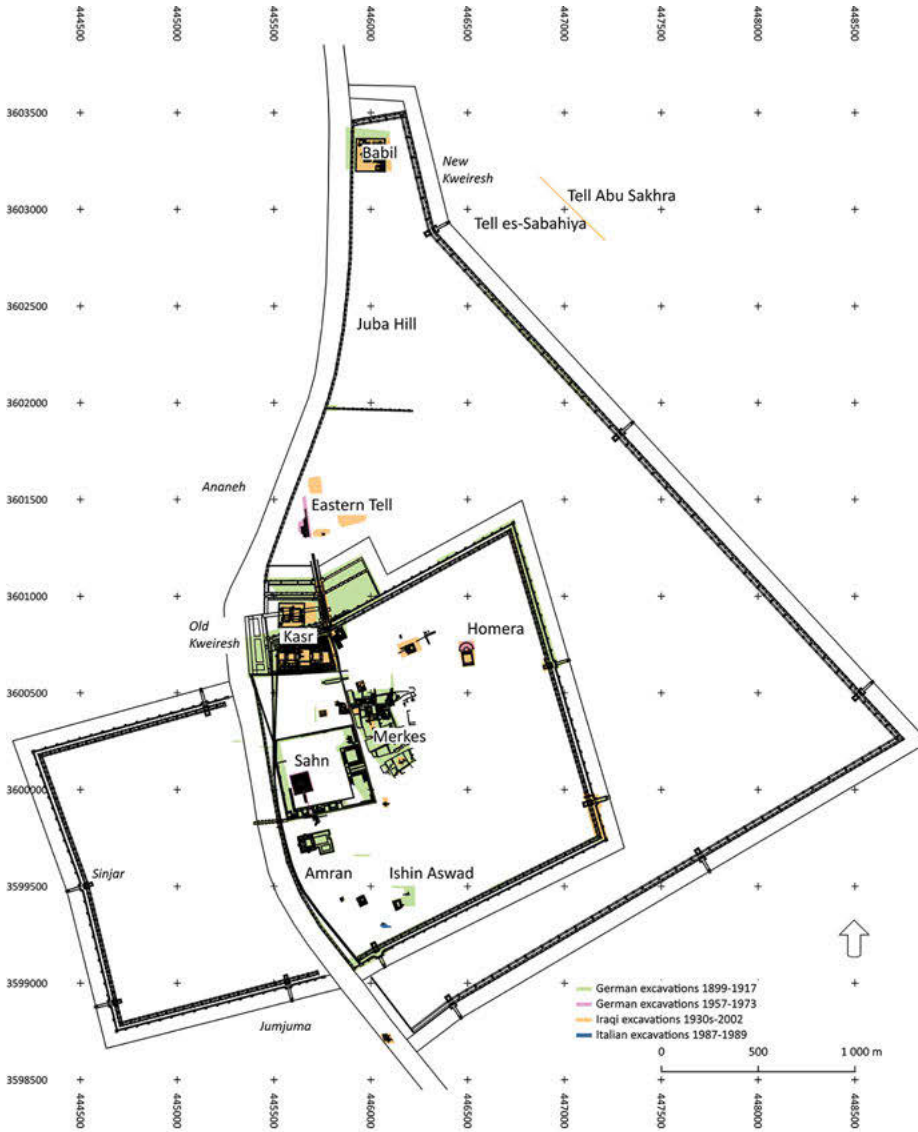 444500
445000
445500
446000
446500
447000
447500
448000
448500
3603500
3603000
3602500
3602000
3601500
3601000
3600500
3600000
3599500
3599000
3598500
Babil
New
Kweiresh
Tell Abu Sakhra
Tell es-Sabahiya
Juba Hill
Ananeh
Eastern Tell
Old
Kweiresh
Kasr
Homera
Merkes
Sahn
Sinjar
Amran
Ishin Aswad
Jumjuma
German excavations 1899-1917
German excavations 1957-1973
Iraqi excavations 1930s-2002
Italian excavations 1987-1989
0 500 1 000 m
444500
445000
445500
446000
446500
447000
447500
448000
448500